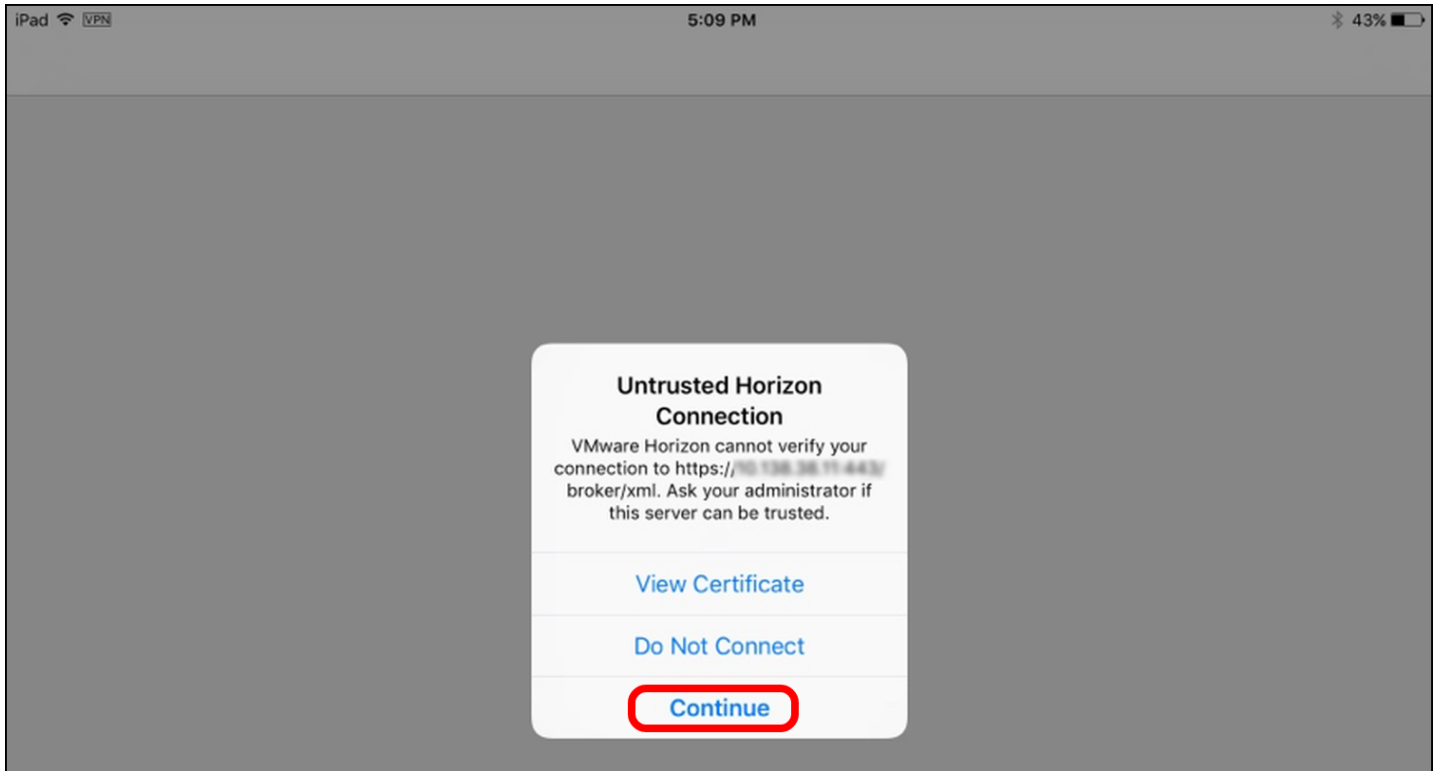 iPad VPN 5:09 PM 43%
Untrusted Horizon
Connection
VMware Horizon cannot verify your
connection to https://
broker/xml. Ask your administrator if
this server can be trusted.
View Certificate
Do Not Connect
Continue